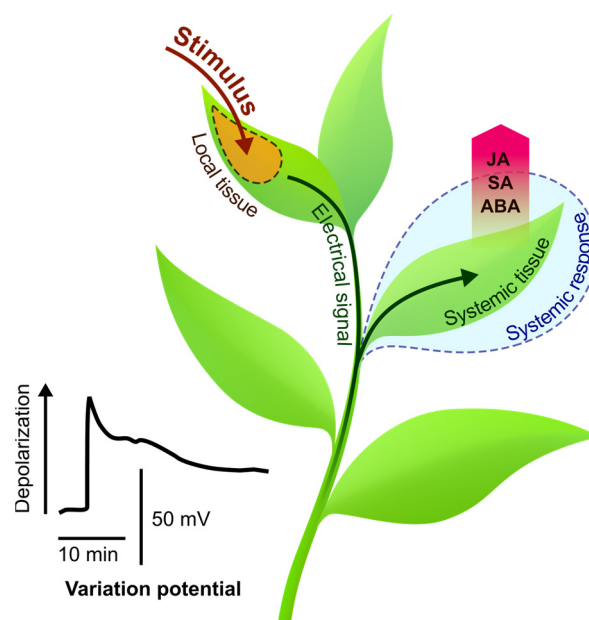 Stimulus
Local tissue
Electrical signal
JA
SA
ABA
Systemic tissue
Systemic response
Depolarization
50 mV
10 min
Variation potential